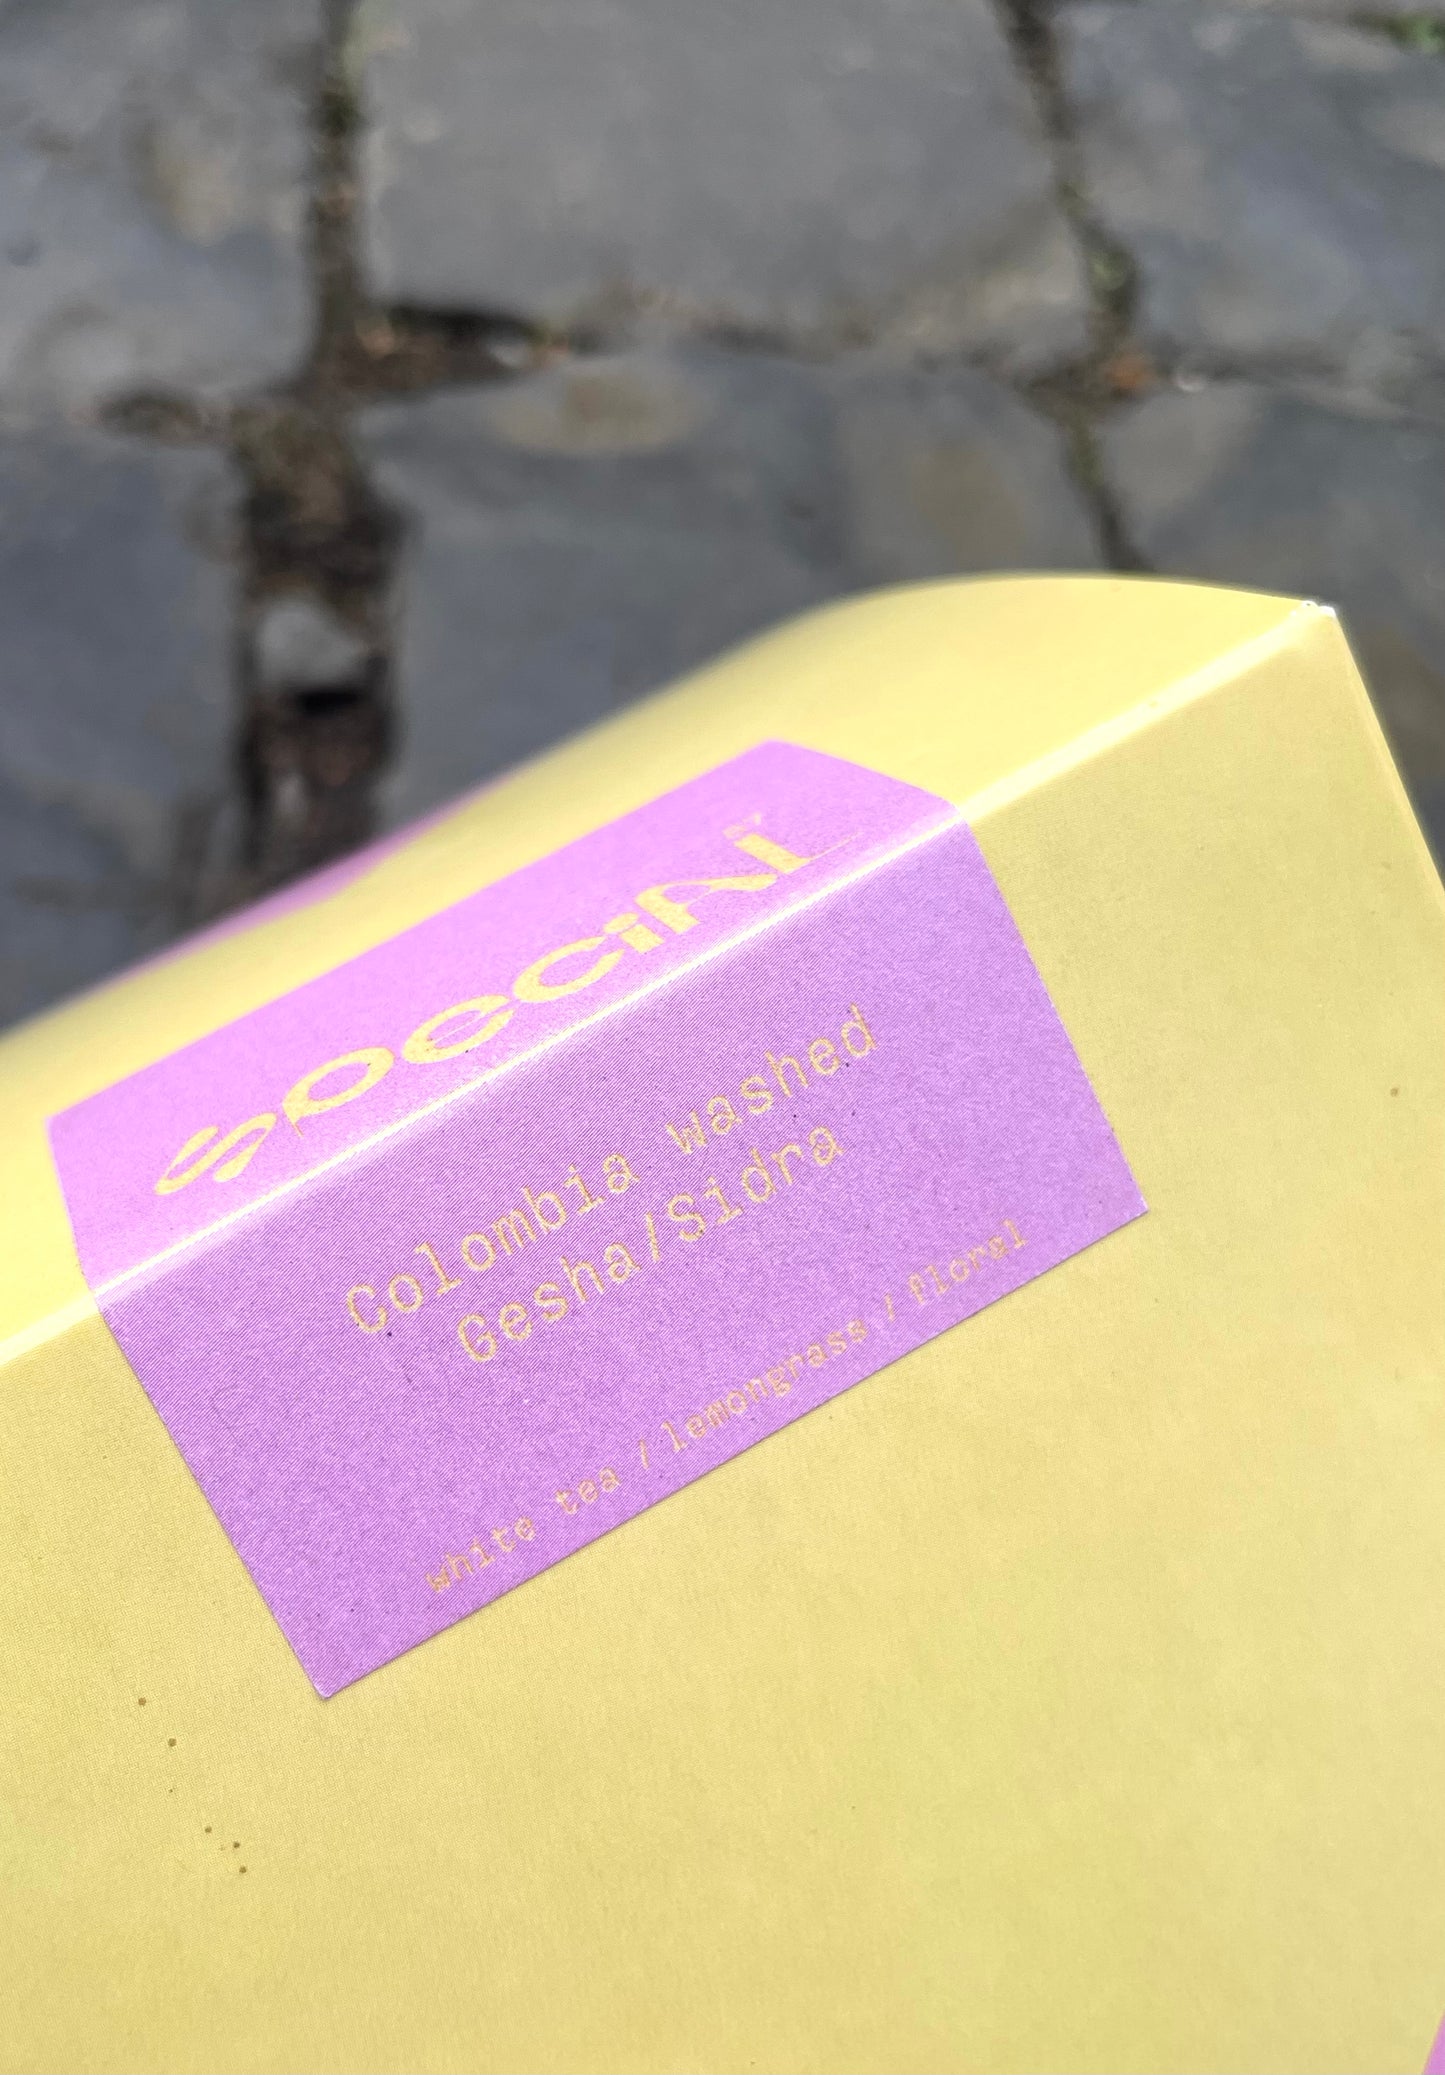 special
Colombia washed
Gesha/Sidra
white tea / lemongrass / floral